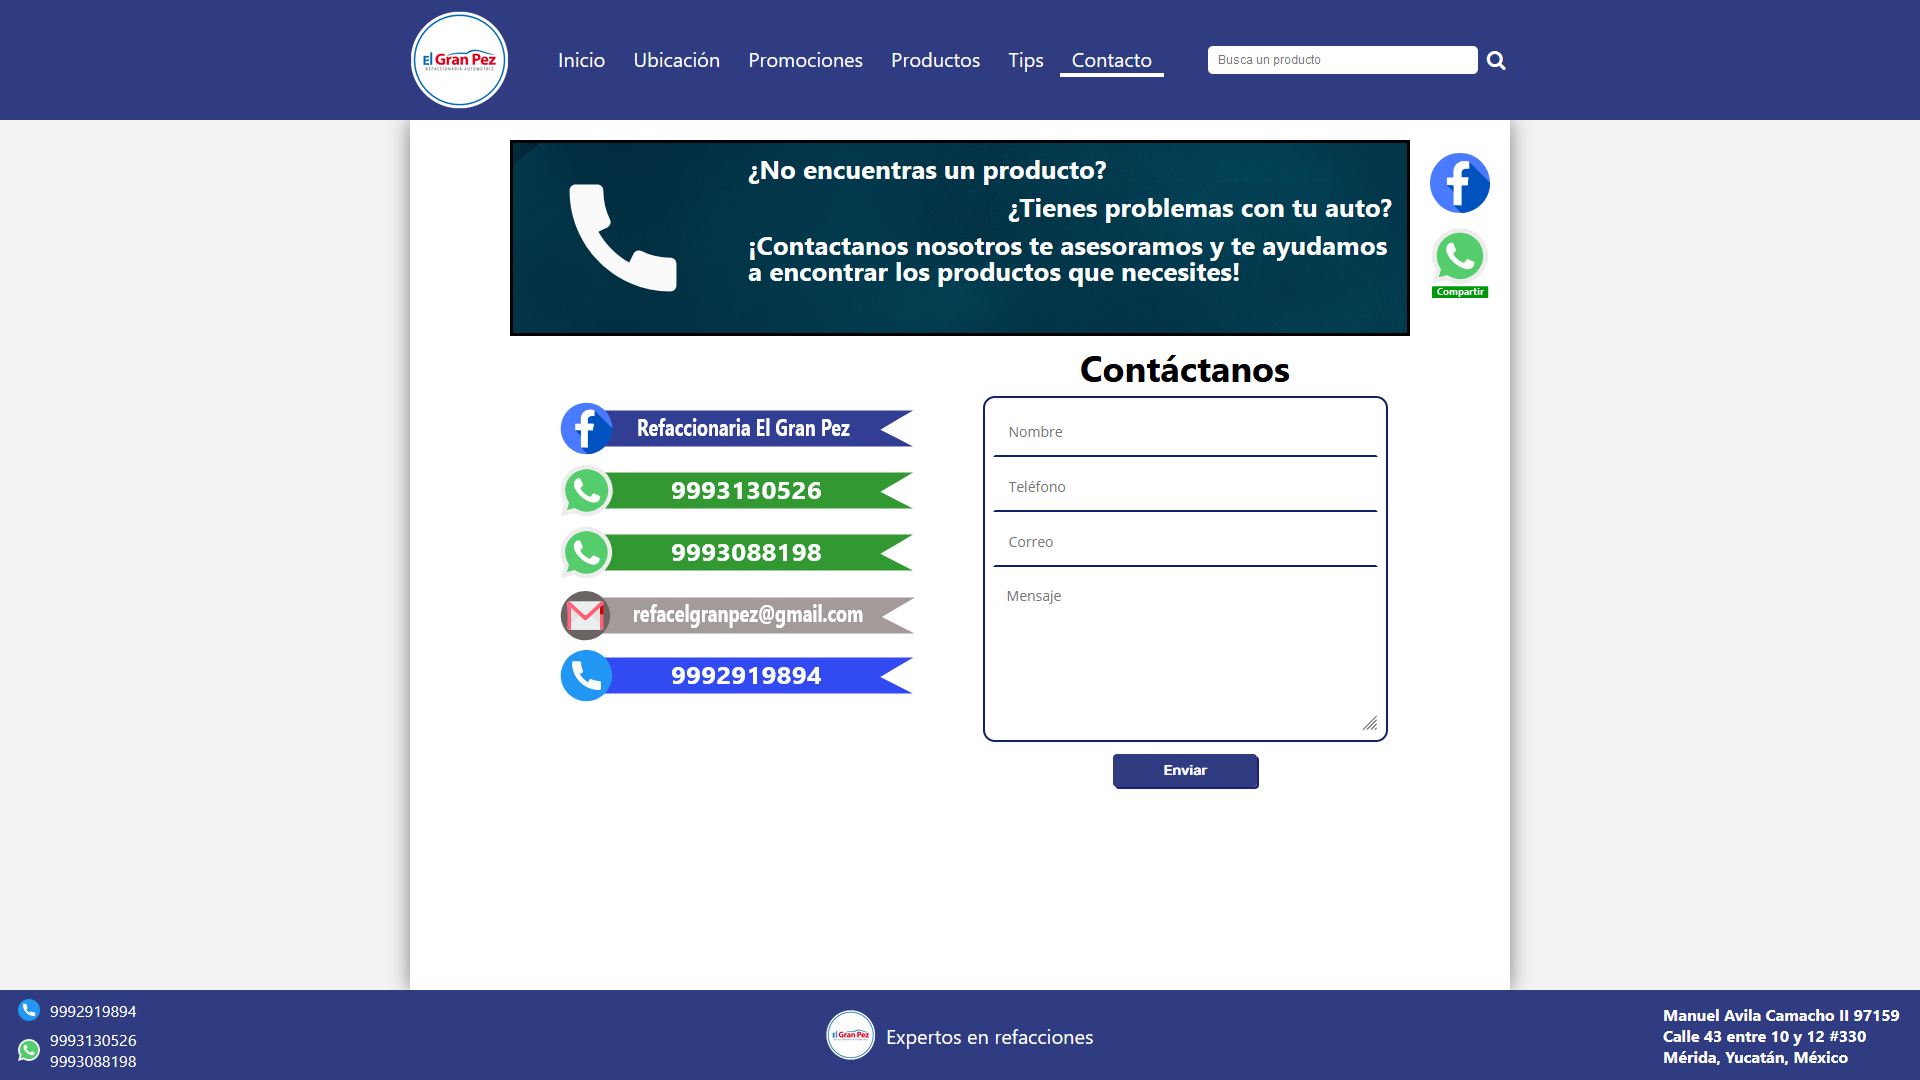 El Gran Pez
REFACCIONARIA AUTOMOTRIZ
Inicio
Ubicación
Promociones
Productos
Tips
Contacto
Busca un producto
¿No encuentras un producto?
¿Tienes problemas con tu auto?
¡Contactanos nosotros te asesoramos y te ayudamos
a encontrar los productos que necesites!
Compartir
Refaccionaria El Gran Pez
9993130526
9993088198
refacelgranpez@gmail.com
9992919894
Contáctanos
Nombre
Teléfono
Correo
Mensaje
Enviar
9992919894
9993130526
9993088198
El Gran Pez
Expertos en refacciones
Manuel Avila Camacho II 97159
Calle 43 entre 10 y 12 #330
Mérida, Yucatán, México